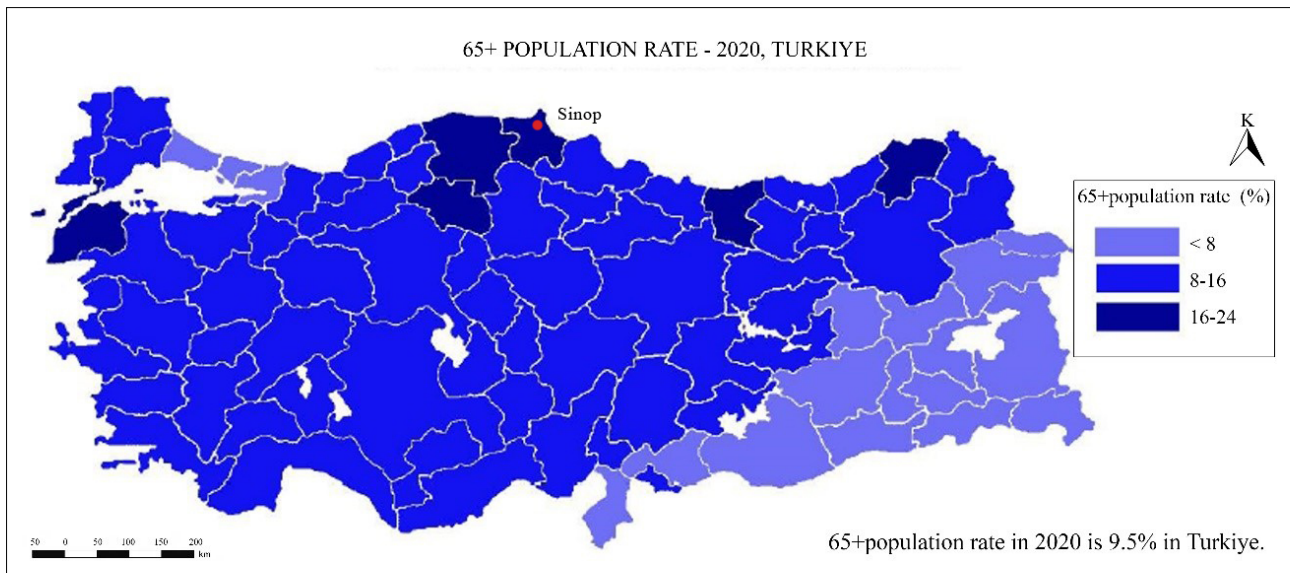 65+ POPULATION RATE - 2020, TURKIYE
Sinop
K
65+population rate (%)
< 8
8-16
16-24
50 0 50 100 150 200
km
65+population rate in 2020 is 9.5% in Turkiye.